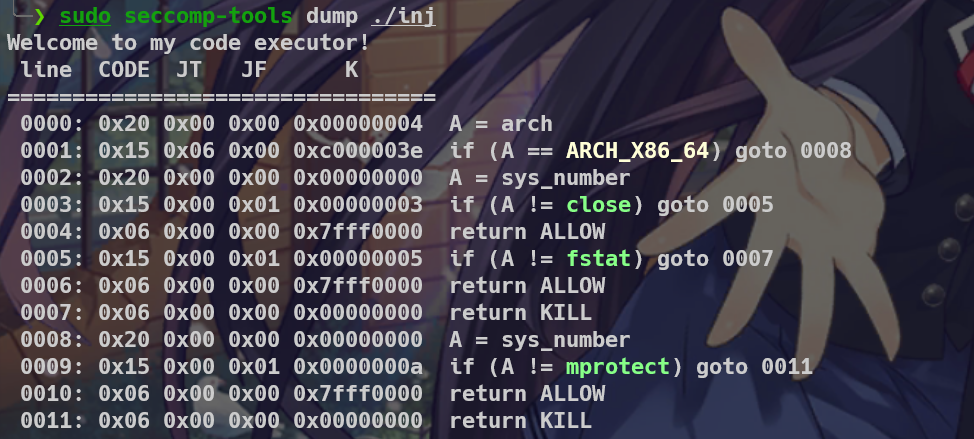 ❯ sudo seccomp-tools dump ./inj
Welcome to my code executor!
 line  CODE  JT   JF      K
=================================
 0000: 0x20 0x00 0x00 0x00000004  A = arch
 0001: 0x15 0x06 0x00 0xc000003e  if (A == ARCH_X86_64) goto 0008
 0002: 0x20 0x00 0x00 0x00000000  A = sys_number
 0003: 0x15 0x00 0x01 0x00000003  if (A != close) goto 0005
 0004: 0x06 0x00 0x00 0x7fff0000  return ALLOW
 0005: 0x15 0x00 0x01 0x00000005  if (A != fstat) goto 0007
 0006: 0x06 0x00 0x00 0x7fff0000  return ALLOW
 0007: 0x06 0x00 0x00 0x00000000  return KILL
 0008: 0x20 0x00 0x00 0x00000000  A = sys_number
 0009: 0x15 0x00 0x01 0x0000000a  if (A != mprotect) goto 0011
 0010: 0x06 0x00 0x00 0x7fff0000  return ALLOW
 0011: 0x06 0x00 0x00 0x00000000  return KILL